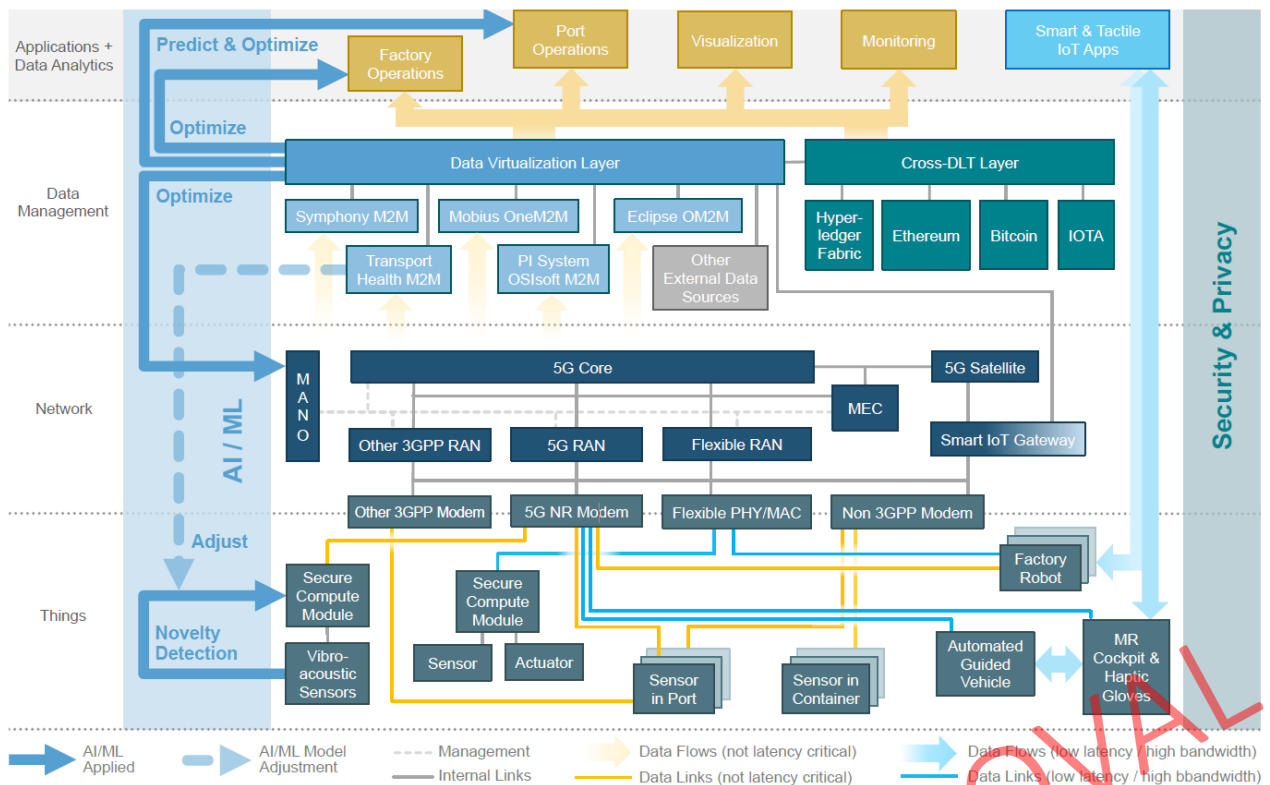 Applications +
Data Analytics
Predict & Optimize
Factory
Operations
Port
Operations
Visualization
Monitoring
Smart & Tactile
IoT Apps
Optimize
Data
Management
Optimize
Data Virtualization Layer
Cross-DLT Layer
Symphony M2M
Mobius OneM2M
Eclipse OM2M
Transport
Health M2M
PI System
OSIsoft M2M
Other
External Data
Sources
Hyper-
ledger
Fabric
Ethereum
Bitcoin
IOTA
Security & Privacy
Network
AI / ML
M
A
N
O
5G Core
5G Satellite
MEC
Other 3GPP RAN
5G RAN
Flexible RAN
Smart IoT Gateway
Other 3GPP Modem
5G NR Modem
Flexible PHY/MAC
Non 3GPP Modem
Things
Adjust
Novelty
Detection
Secure
Compute
Module
Vibro-
acoustic
Sensors
Secure
Compute
Module
Sensor
Actuator
Sensor
in Port
Sensor in
Container
Factory
Robot
Automated
Guided
Vehicle
MR
Cockpit &
Haptic
Gloves
AI/ML
Applied
AI/ML Model
Adjustment
Management
Internal Links
Data Flows (not latency critical)
Data Links (not latency critical)
Data Flows (low latency / high bandwidth)
Data Links (low latency / high bbandwidth)
OVAL